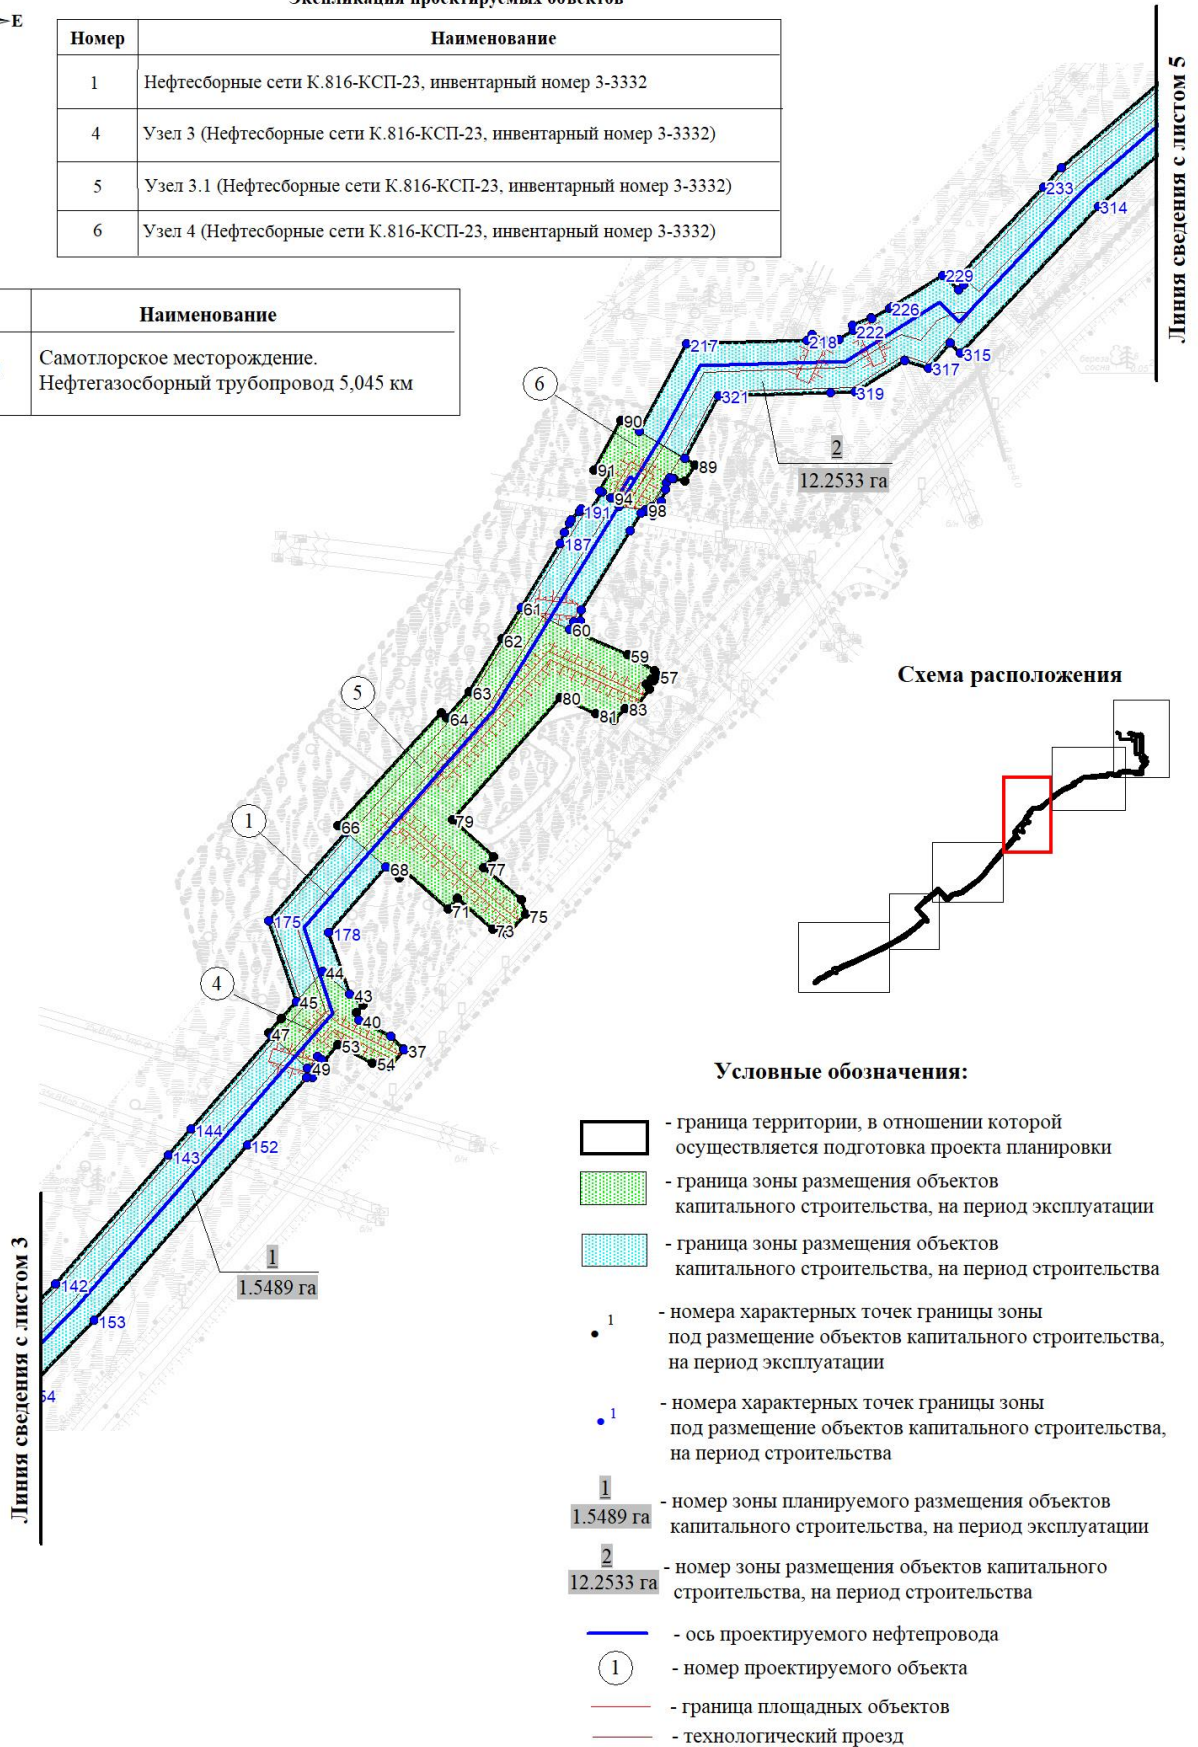 Экспликация проектируемых объектов
E
Номер Наименование
1 Нефтесборные сети К.816-КСП-23, инвентарный номер 3-3332
4 Узел 3 (Нефтесборные сети К.816-КСП-23, инвентарный номер 3-3332)
5 Узел 3.1 (Нефтесборные сети К.816-КСП-23, инвентарный номер 3-3332)
6 Узел 4 (Нефтесборные сети К.816-КСП-23, инвентарный номер 3-3332)
Наименование
Самотлорское месторождение.
Нефтегазосборный трубопровод 5,045 км
Линия сведения с листом 5
233
314
229
226
222
218
217
315
317
319
321
6
90
89
91
94
98
191
187
2
12.2533 га
61
60
62
59
57
63
64
80
81
83
5
79
66
1
68
77
71
75
73
175
178
44
4
45
43
40
47
53
37
54
49
144
143
152
1
1.5489 га
142
153
54
Линия сведения с листом 3
Схема расположения
Условные обозначения:
- граница территории, в отношении которой
осуществляется подготовка проекта планировки
- граница зоны размещения объектов
капитального строительства, на период эксплуатации
- граница зоны размещения объектов
капитального строительства, на период строительства
1 - номера характерных точек границы зоны
под размещение объектов капитального строительства,
на период эксплуатации
1 - номера характерных точек границы зоны
под размещение объектов капитального строительства,
на период строительства
1
1.5489 га
- номер зоны планируемого размещения объектов
капитального строительства, на период эксплуатации
2
12.2533 га
- номер зоны размещения объектов капитального
строительства, на период строительства
- ось проектируемого нефтепровода
1 - номер проектируемого объекта
- граница площадных объектов
- технологический проезд